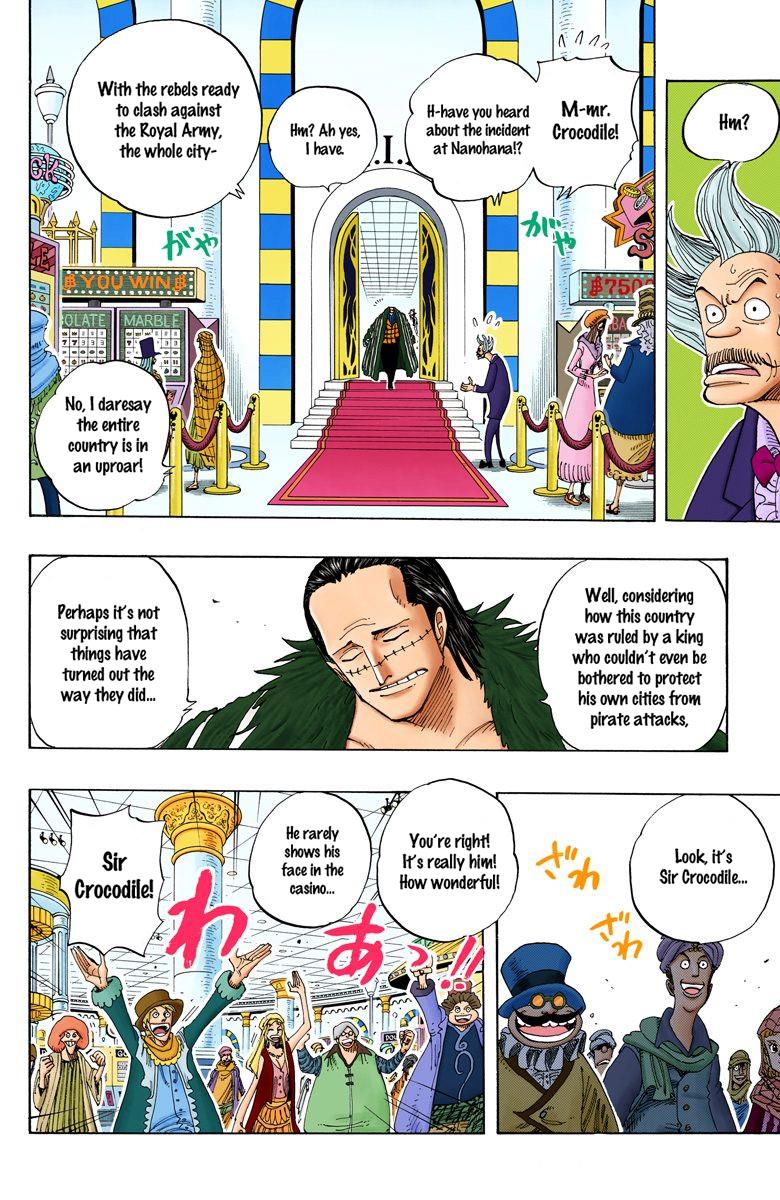 Hm?
M-mr.
Crocodile!
H-have you heard
about the incident
at Nanohana!?
Hm? Ah yes,
I have.
With the rebels ready
to clash against
the Royal Army,
the whole city-
No, I daresay
the entire
country is in
an uproar!
がや
がや
฿YOU WIN฿
OLATE
MARBLE
฿750
Well, considering
how this country
was ruled by a king
who couldn't even be
bothered to protect
his own cities from
pirate attacks,
Perhaps it's not
surprising that
things have
turned out the
way they did...
Look, it's
Sir Crocodile...
ざわ
ざわ
You're right!
It's really him!
How wonderful!
He rarely
shows his
face in the
casino...
Sir
Crocodile!
わあっ!!